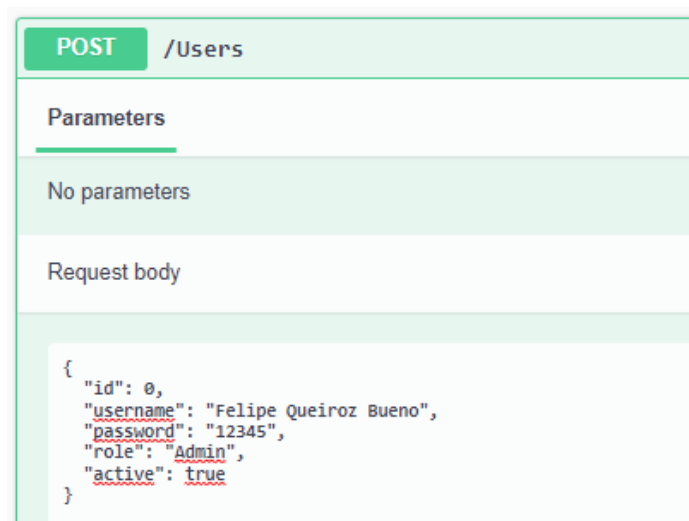 POST /Users
Parameters
No parameters
Request body
{
"id": 0,
"username": "Felipe Queiroz Bueno",
"password": "12345",
"role": "Admin",
"active": true
}